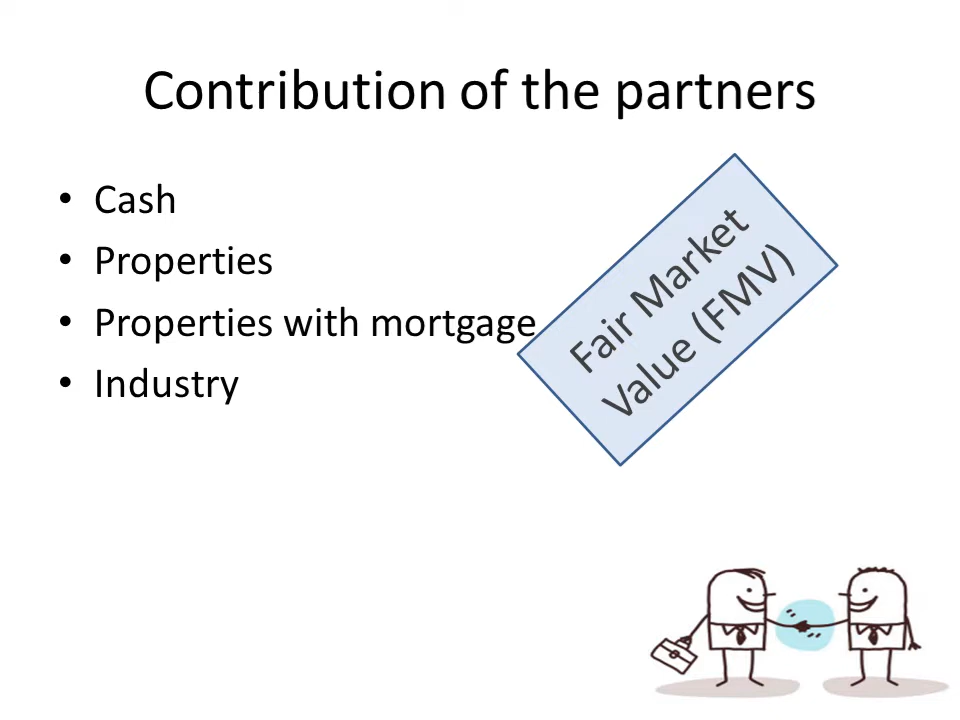 Contribution of the partners
• Cash
• Properties
• Properties with mortgage
• Industry
Fair Market
Value (FMV)